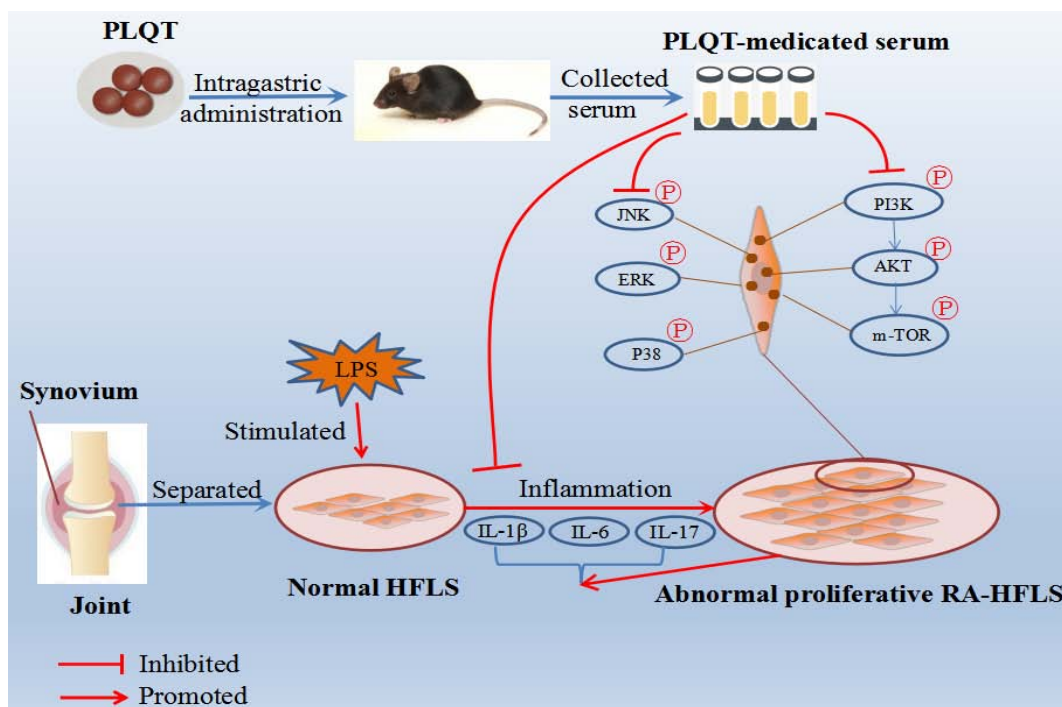 PLQT
Intragastric
administration
Collected
serum
PLQT-medicated serum
P
JNK
P
ERK
P
P38
P
PI3K
P
AKT
P
m-TOR
LPS
Stimulated
Synovium
Separated
Joint
Normal HFLS
Inflammation
IL-1β
IL-6
IL-17
Abnormal proliferative RA-HFLS
Inhibited
Promoted